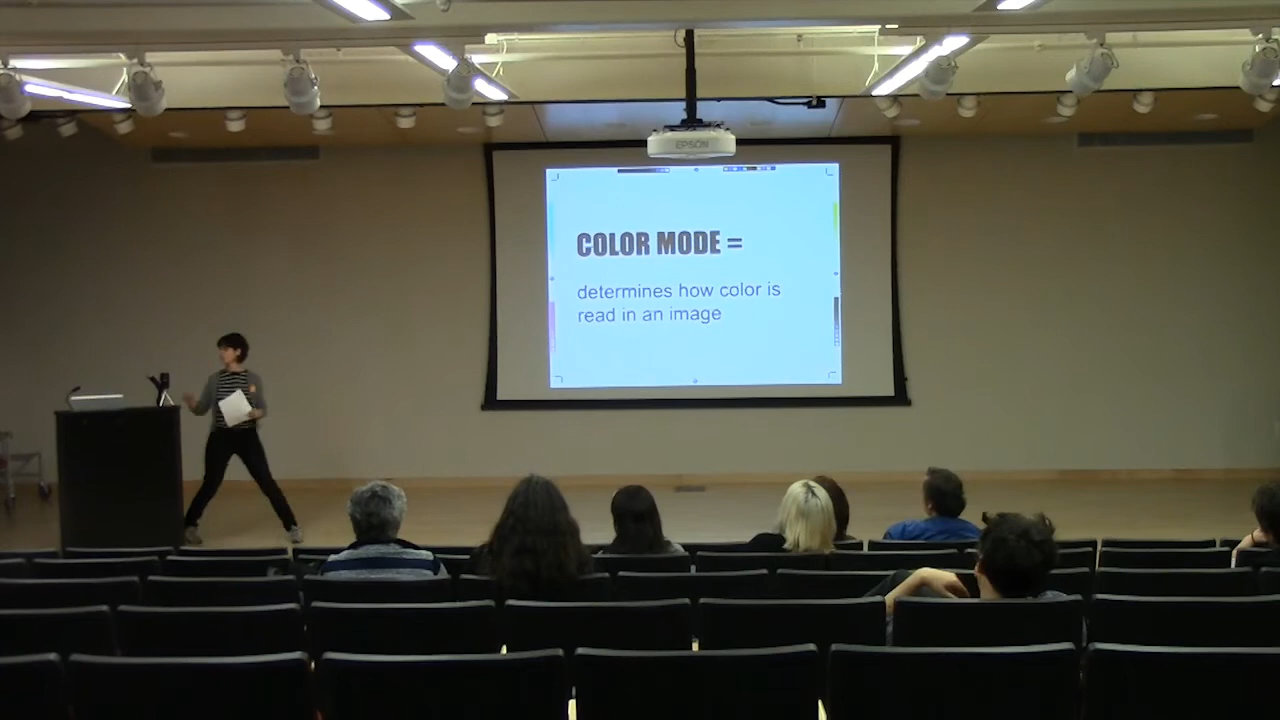 EPSON
COLOR MODE =
determines how color is
read in an image